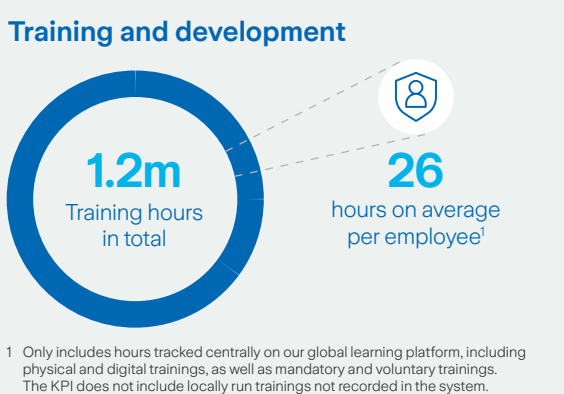 Training and development
1.2m
Training hours
in total
26
hours on average
per employee¹
1 Only includes hours tracked centrally on our global learning platform, including
physical and digital trainings, as well as mandatory and voluntary trainings.
The KPI does not include locally run trainings not recorded in the system.